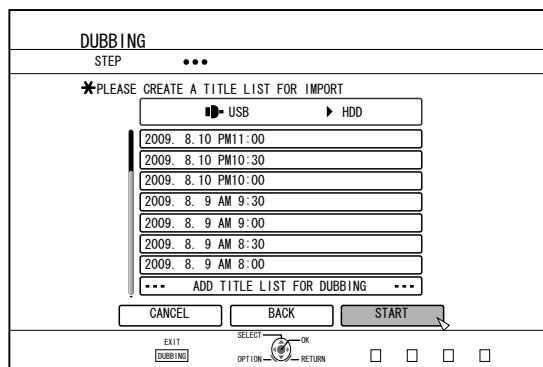 DUBBING
STEP ●●●
*PLEASE CREATE A TITLE LIST FOR IMPORT
USB ▶ HDD
2009. 8.10 PM11:00
2009. 8.10 PM10:30
2009. 8.10 PM10:00
2009. 8. 9 AM 9:30
2009. 8. 9 AM 9:00
2009. 8. 9 AM 8:30
2009. 8. 9 AM 8:00
--- ADD TITLE LIST FOR DUBBING ---
CANCEL BACK START
EXIT SELECT OK
DUBBING OPTION RETURN